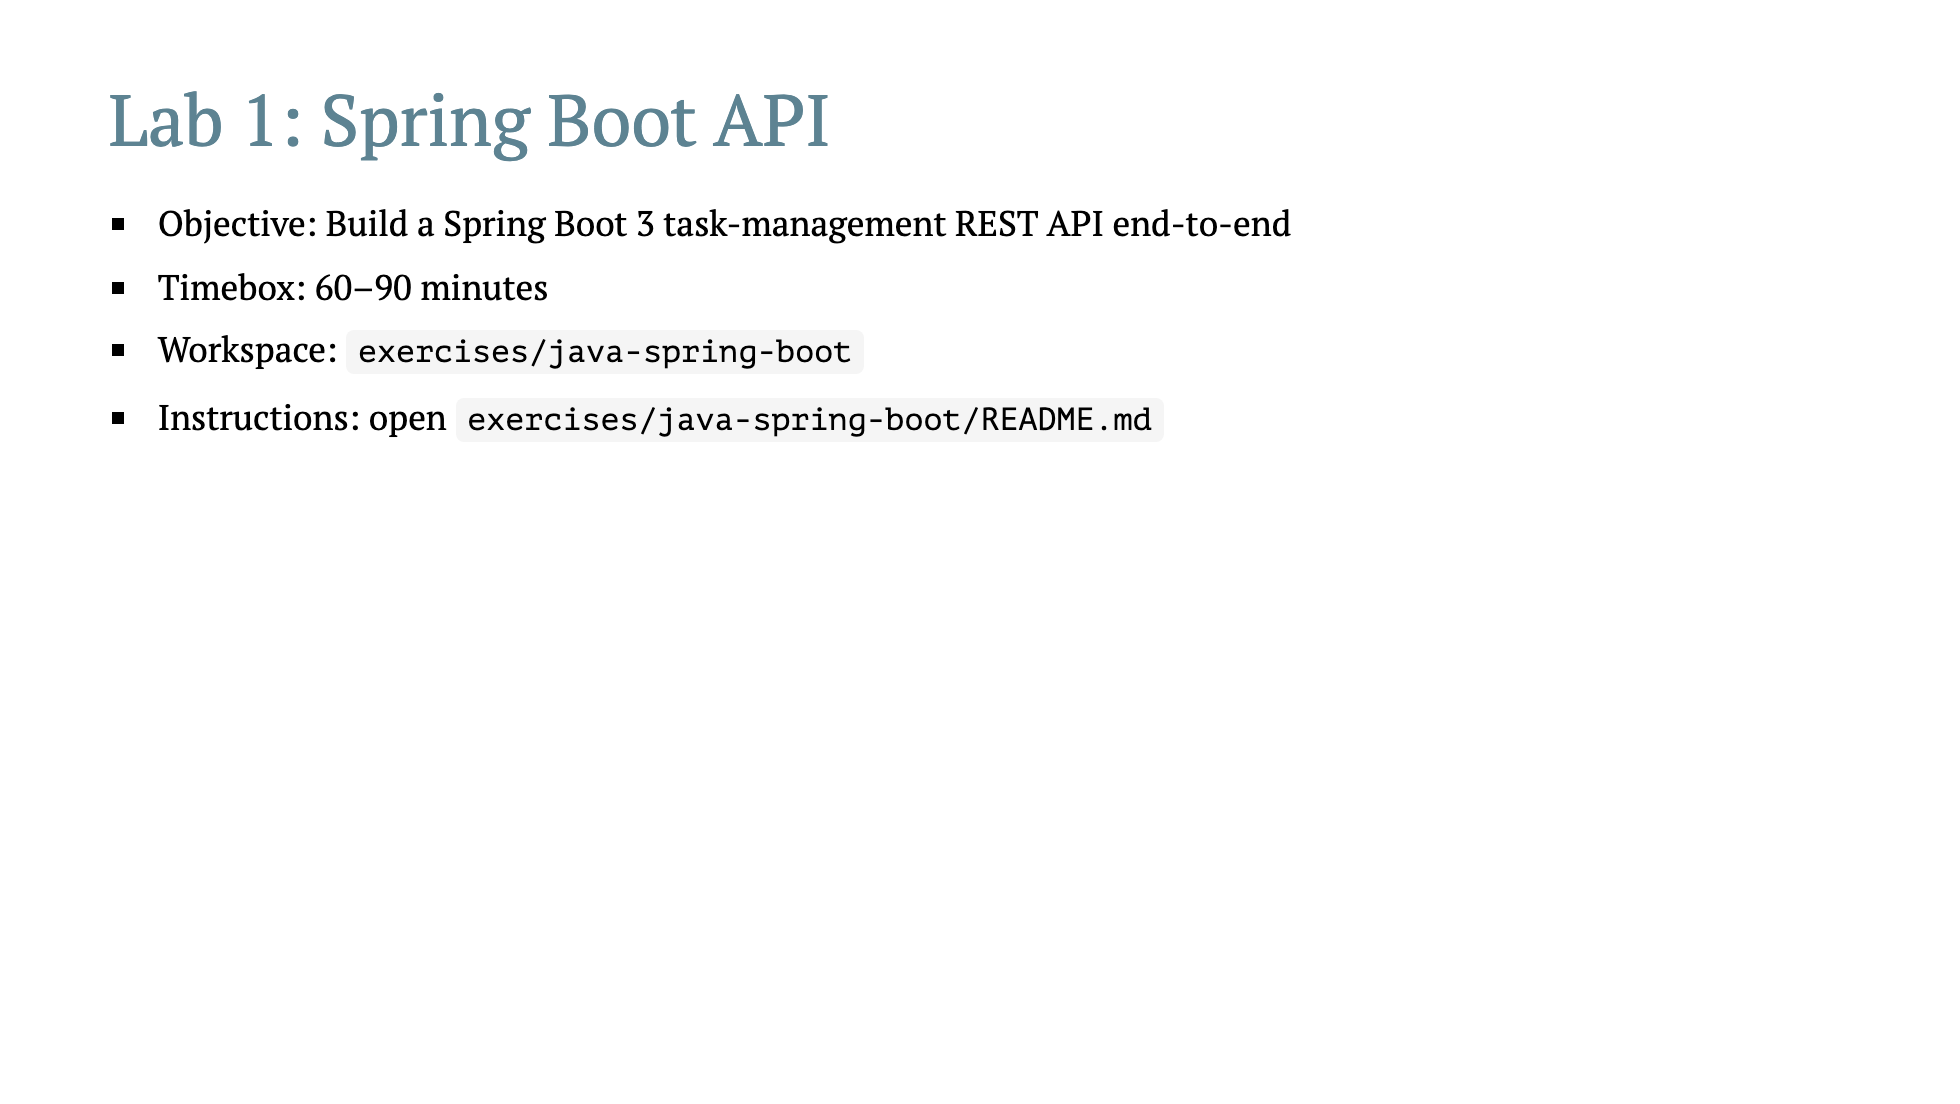 Lab 1: Spring Boot API
▪ Objective: Build a Spring Boot 3 task-management REST API end-to-end
▪ Timebox: 60–90 minutes
▪ Workspace: exercises/java-spring-boot
▪ Instructions: open exercises/java-spring-boot/README.md